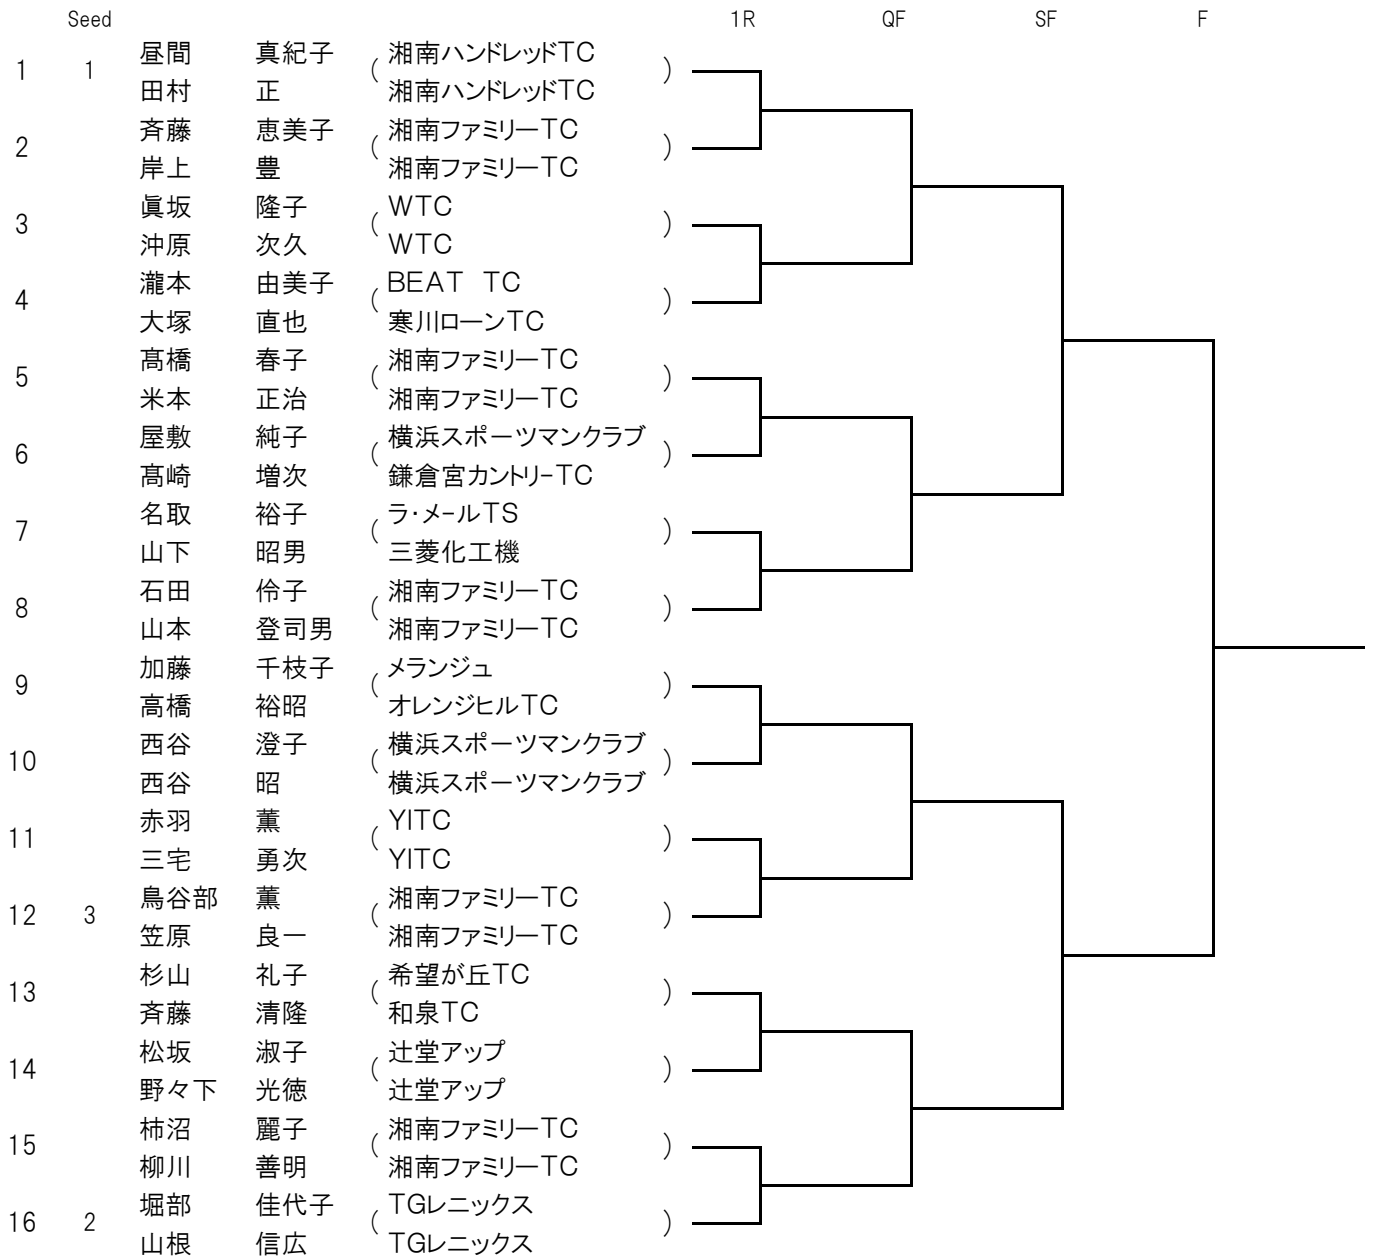 Seed 1R QF SF F
昼間 真紀子 湘南ハンドレッドTC
1 1 ( )
田村 正 湘南ハンドレッドTC
斉藤 恵美子 湘南ファミリーTC
2 ( )
岸上 豊 湘南ファミリーTC
眞坂 隆子 WTC
3 ( )
沖原 次久 WTC
瀧本 由美子 BEAT TC
4 ( )
大塚 直也 寒川ローンTC
髙橋 春子 湘南ファミリーTC
5 ( )
米本 正治 湘南ファミリーTC
屋敷 純子 横浜スポーツマンクラブ
6 ( )
髙崎 増次 鎌倉宮カントリ-TC
名取 裕子 ラ・メ-ルTS
7 ( )
山下 昭男 三菱化工機
石田 伶子 湘南ファミリーTC
8 ( )
山本 登司男 湘南ファミリーTC
加藤 千枝子 メランジュ
9 ( )
高橋 裕昭 オレンジヒルTC
西谷 澄子 横浜スポーツマンクラブ
10 ( )
西谷 昭 横浜スポーツマンクラブ
赤羽 薫 YITC
11 ( )
三宅 勇次 YITC
鳥谷部 薫 湘南ファミリーTC
12 3 ( )
笠原 良一 湘南ファミリーTC
杉山 礼子 希望が丘TC
13 ( )
斉藤 清隆 和泉TC
松坂 淑子 辻堂アップ
14 ( )
野々下 光徳 辻堂アップ
柿沼 麗子 湘南ファミリーTC
15 ( )
柳川 善明 湘南ファミリーTC
堀部 佳代子 TGレニックス
16 2 ( )
山根 信広 TGレニックス